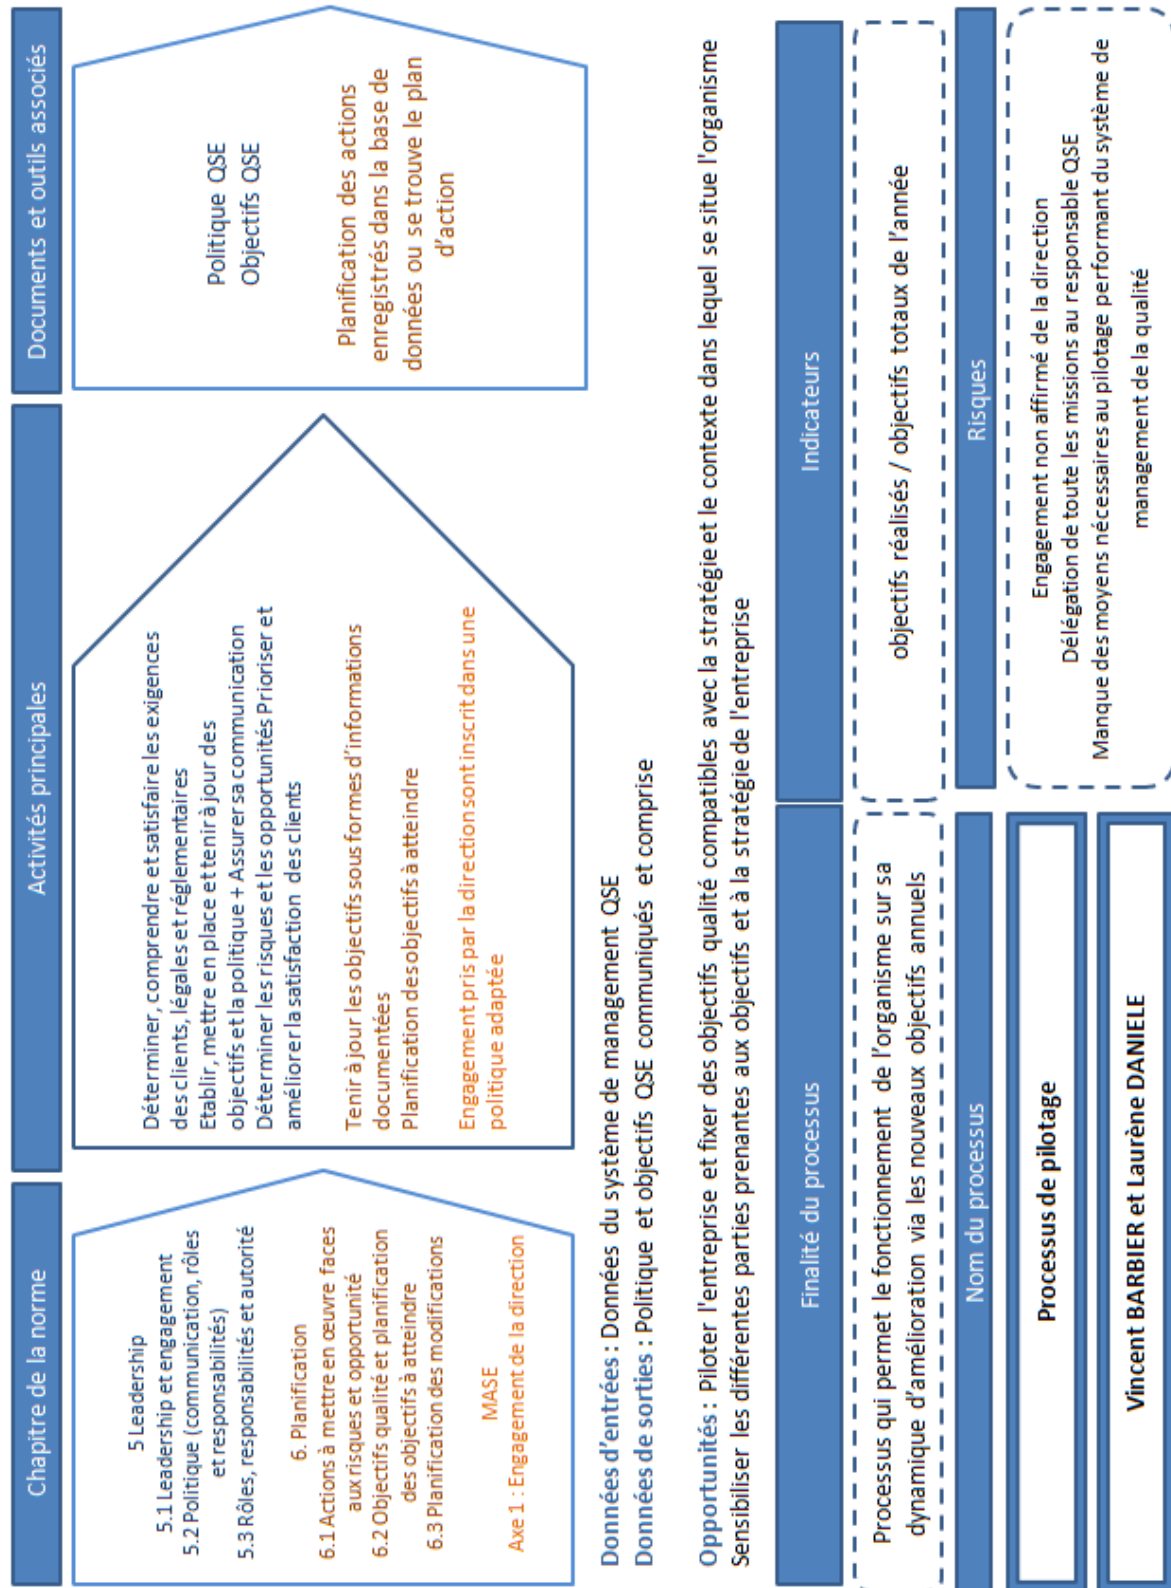 Chapitre de la norme
5 Leadership
5.1 Leadership et engagement
5.2 Politique (communication, rôles
et responsabilités)
5.3 Rôles, responsabilités et autorité
6. Planification
6.1 Actions à mettre en œuvre faces
aux risques et opportunité
6.2 Objectifs qualité et planification
des objectifs à atteindre
6.3 Planification des modifications
MASE
Axe 1 : Engagement de la direction
Activités principales
Déterminer, comprendre et satisfaire les exigences
des clients, légales et réglementaires
Etablir, mettre en place et tenir à jour des
objectifs et la politique + Assurer sa communication
Déterminer les risques et les opportunités Prioriser et
améliorer la satisfaction des clients
Tenir à jour les objectifs sous formes d'informations
documentées
Planification des objectifs à atteindre
Engagement pris par la direction sont inscrit dans une
politique adaptée
Documents et outils associés
Politique QSE
Objectifs QSE
Planification des actions
enregistrés dans la base de
données ou se trouve le plan
d'action
Données d'entrées : Données du système de management QSE
Données de sorties : Politique et objectifs QSE communiqués et comprise
Opportunités : Piloter l'entreprise et fixer des objectifs qualité compatibles avec la stratégie et le contexte dans lequel se situe l'organisme
Sensibiliser les différentes parties prenantes aux objectifs et à la stratégie de l'entreprise
Finalité du processus
Processus qui permet le fonctionnement de l'organisme sur sa
dynamique d'amélioration via les nouveaux objectifs annuels
Indicateurs
objectifs réalisés / objectifs totaux de l'année
Nom du processus
Processus de pilotage
Vincent BARBIER et Laurène DANIELE
Risques
Engagement non affirmé de la direction
Délégation de toute les missions au responsable QSE
Manque des moyens nécessaires au pilotage performant du système de
management de la qualité